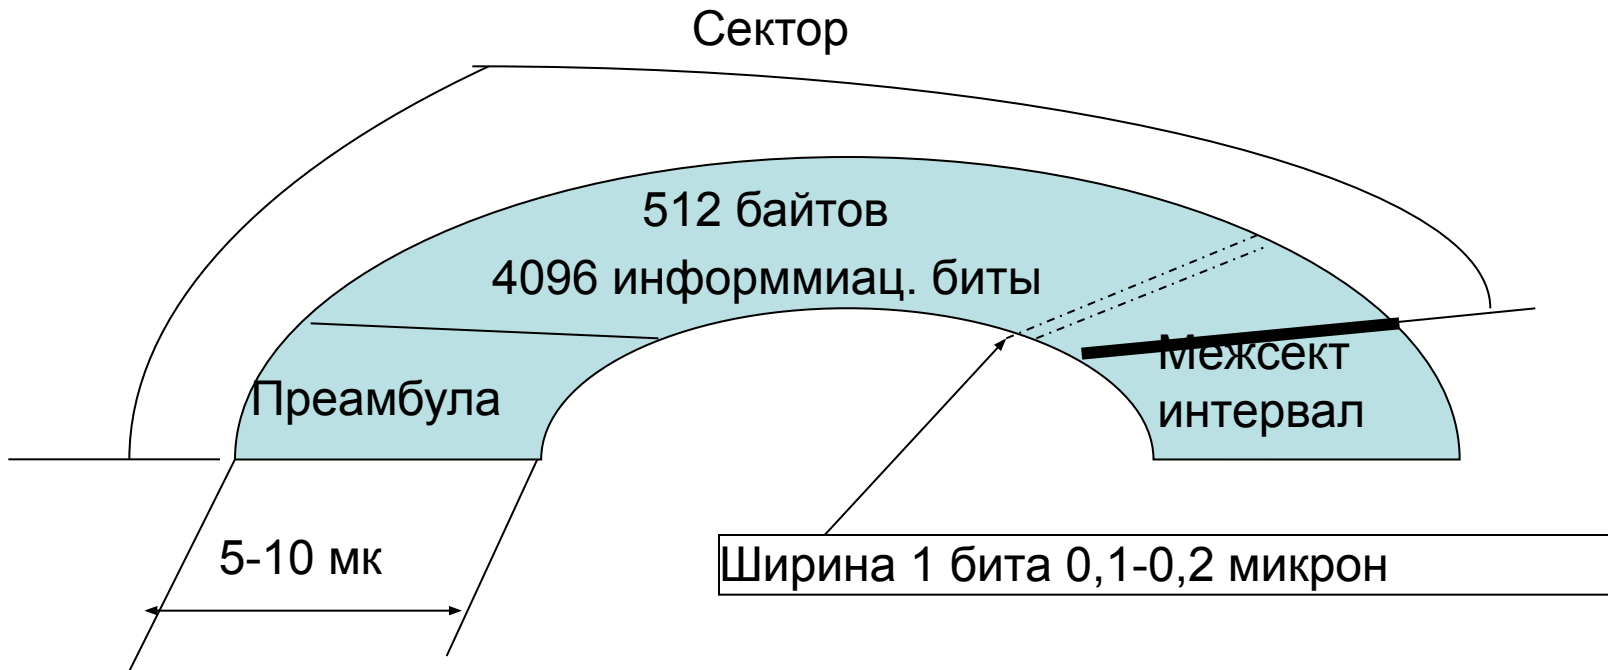 Сектор
512 байтов
4096 информмиац. биты
Межсект
интервал
Преамбула
5-10 мк
Ширина 1 бита 0,1-0,2 микрон